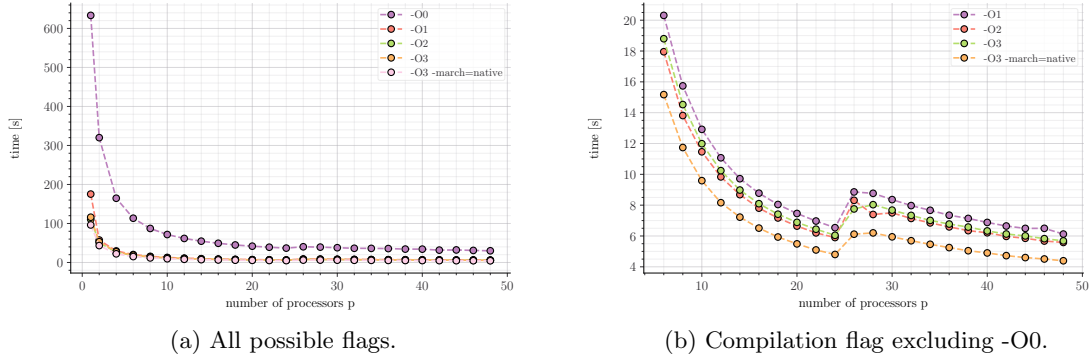 600
500
400
300
200
100
0
time [s]
0
10
20
30
40
50
number of processors p
-O0
-O1
-O2
-O3
-O3 -march=native
(a) All possible flags.
20
18
16
14
12
10
8
6
4
time [s]
10
20
30
40
50
number of processors p
-O1
-O2
-O3
-O3 -march=native
(b) Compilation flag excluding -O0.